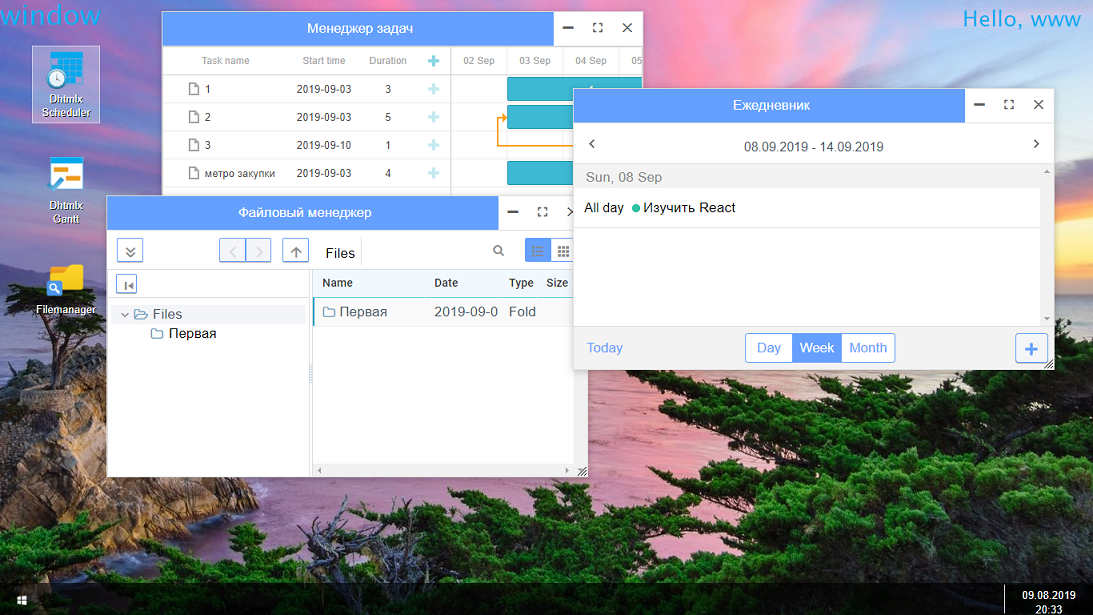 window
Hello, www
Dhtmlx
Scheduler
Dhtmlx
Gantt
Filemanager
Менеджер задач
Task name Start time Duration 02 Sep 03 Sep 04 Sep 05
1 2019-09-03 3
2 2019-09-03 5
3 2019-09-10 1
метро закупки 2019-09-03 4
Файловый менеджер
Files
Name Date Type Size
Первая 2019-09-0 Fold
Files
Первая
Ежедневник
08.09.2019 - 14.09.2019
Sun, 08 Sep
All day Изучить React
Today Day Week Month
09.08.2019
20:33